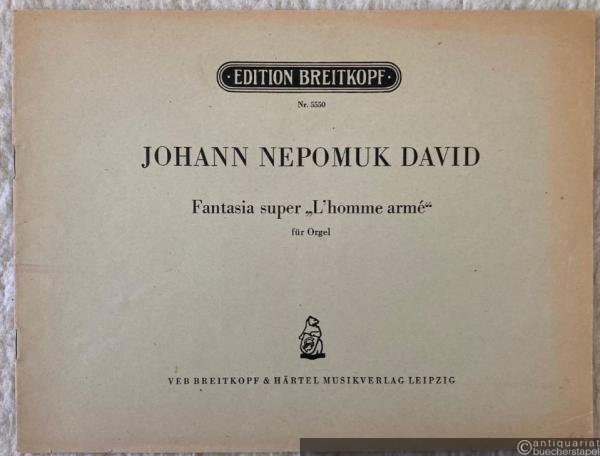 · EDITION BREITKOPF ·
Nr. 5550
JOHANN NEPOMUK DAVID
Fantasia super „L'homme armé“
für Orgel
VEB BREITKOPF & HÄRTEL MUSIKVERLAG LEIPZIG
©antiquariat
buecherstapel